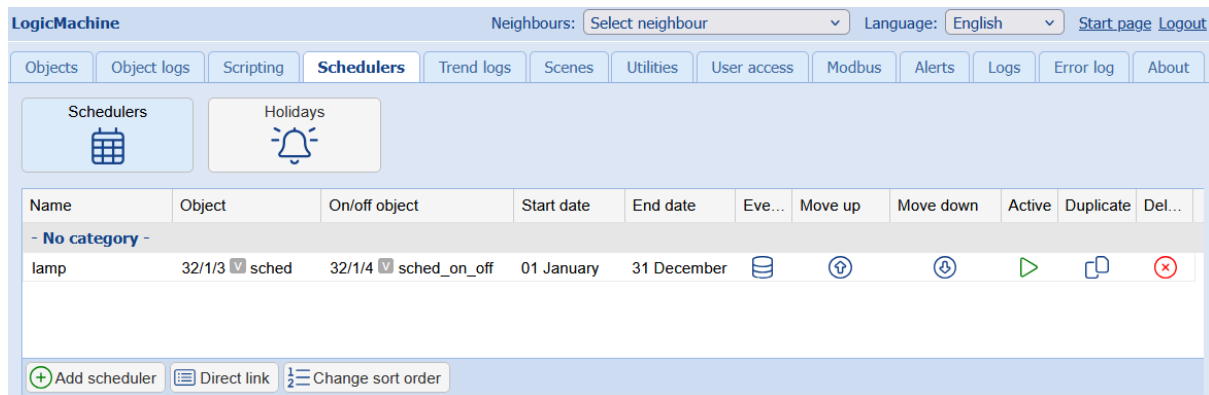 LogicMachine Neighbours: Select neighbour Language: English Start page Logout
Objects Object logs Scripting Schedulers Trend logs Scenes Utilities User access Modbus Alerts Logs Error log About
Schedulers Holidays
Name Object On/off object Start date End date Eve... Move up Move down Active Duplicate Del...
- No category -
lamp 32/1/3 V sched 32/1/4 V sched_on_off 01 January 31 December
Add scheduler Direct link 1 2 Change sort order